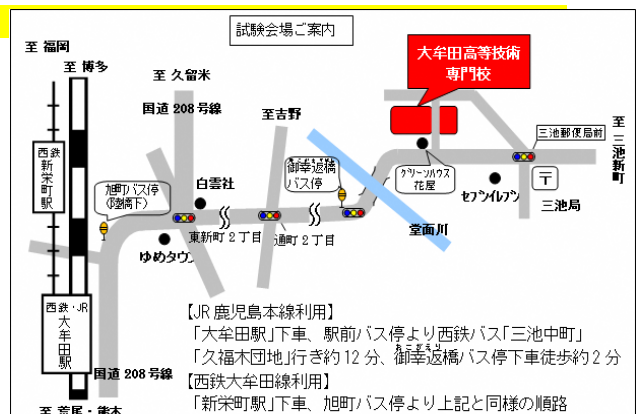 試験会場ご案内
至 福岡
至 博多
至 久留米
国道 208 号線
至吉野
大牟田高等技術
専門校
至 三池新町
三池郵便局前
西鉄
新栄町駅
旭町バス停
白雲社
御幸返橋
バス停
グリーンハウス
花屋
セブンイレブン
〒
三池局
東新町２丁目
通町２丁目
堂面川
ゆめタウン
西鉄・JR
大牟田駅
国道 208 号線
至 荒尾・熊本
【JR 鹿児島本線利用】
「大牟田駅」下車、駅前バス停より西鉄バス「三池中町」
「久福木団地」行き約 12 分、御幸返橋バス停下車徒歩約 2 分
【西鉄大牟田線利用】
「新栄町駅」下車、旭町バス停より上記と同様の順路